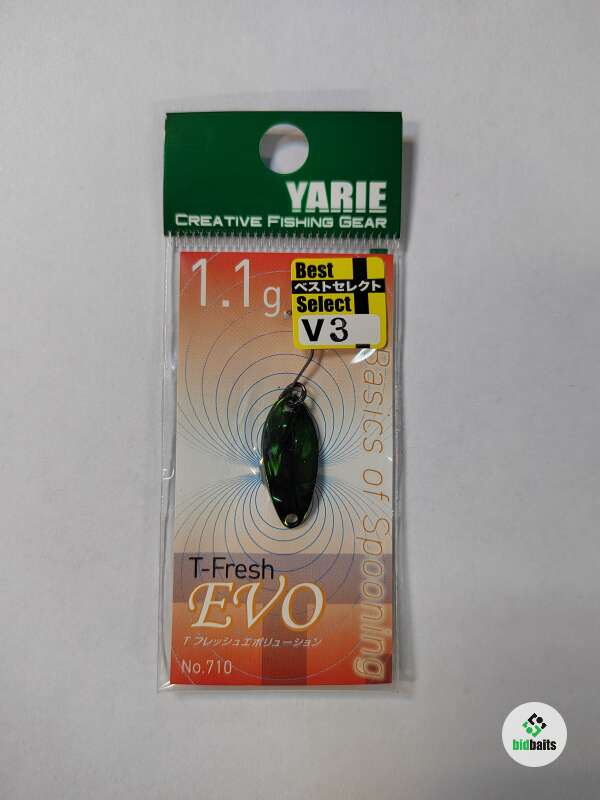 YARIE
CREATIVE FISHING GEAR
1.1g
Best
ベストセレクト
Select
V3
Basics of Spooning
T-Fresh
EVO
T フレッシュエボリューション
No.710
bidbaits